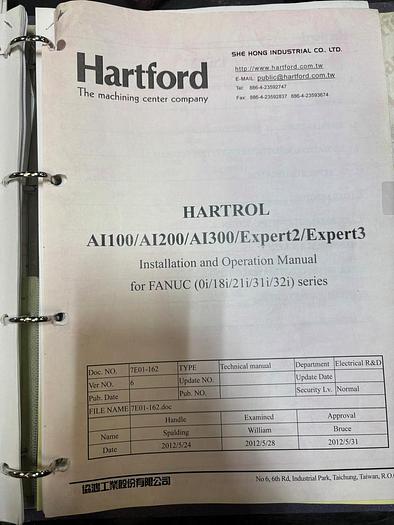 Hartford
The machining center company
SHE HONG INDUSTRIAL CO. LTD.
http://www.hartford.com.tw
E-MAIL: public@hartford.com.tw
Tel: 886-4-23592747
Fax: 886-4-23592837 886-4-23593674
HARTROL
AI100/AI200/AI300/Expert2/Expert3
Installation and Operation Manual
for FANUC (0i/18i/21i/31i/32i) series
Doc. NO. 7E01-162 TYPE Technical manual Department Electrical R&D
Ver NO. 6 Update NO. Update Date
Pub. Date Pub. NO. Security Lv. Normal
FILE NAME 7E01-162.doc
Handle Examined Approval
Name Spalding William Bruce
Date 2012/5/24 2012/5/28 2012/5/31
協鴻工業股份有限公司
No 6, 6th Rd, Industrial Park, Taichung, Taiwan, R.O.